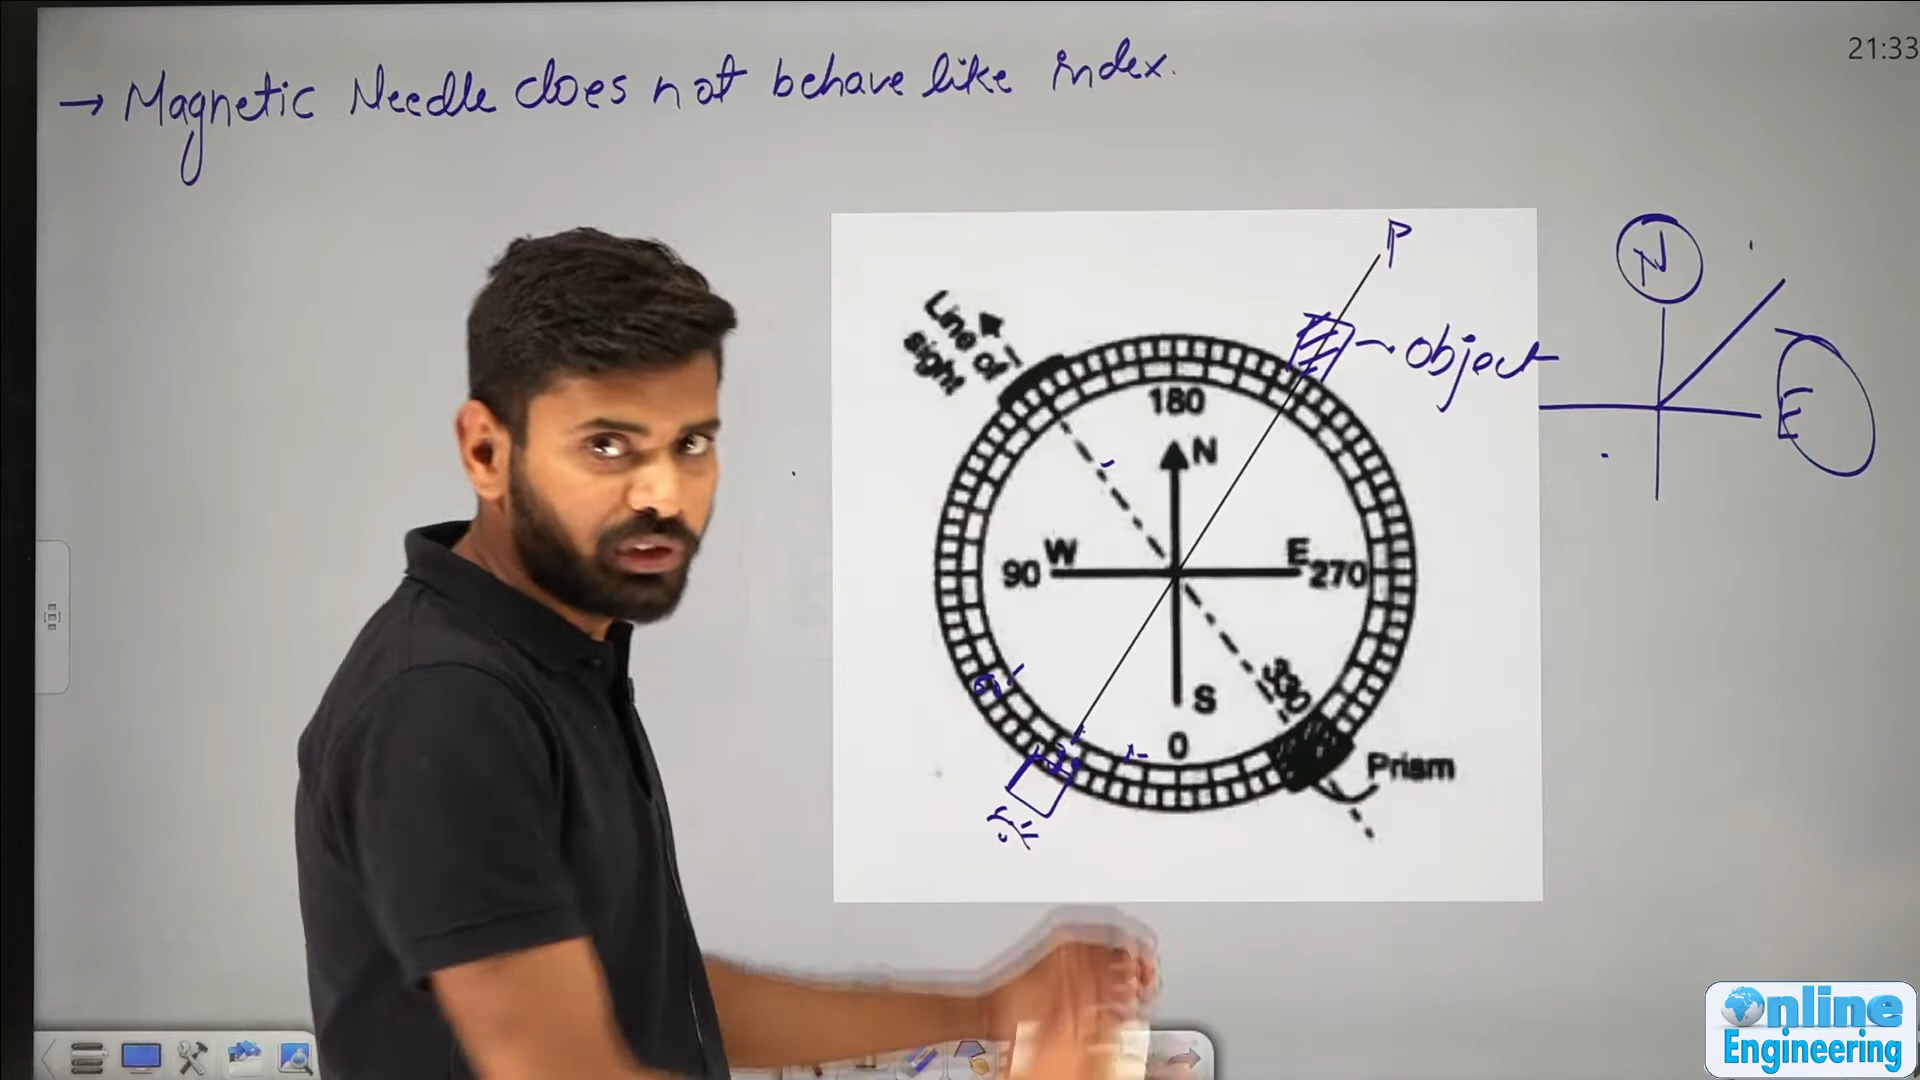 21:33
→ Magnetic Needle does not behave like index.
P
N
Line of
sight
object
E
180
N
W
E
90
270
S
0
Prism
Online
Engineering